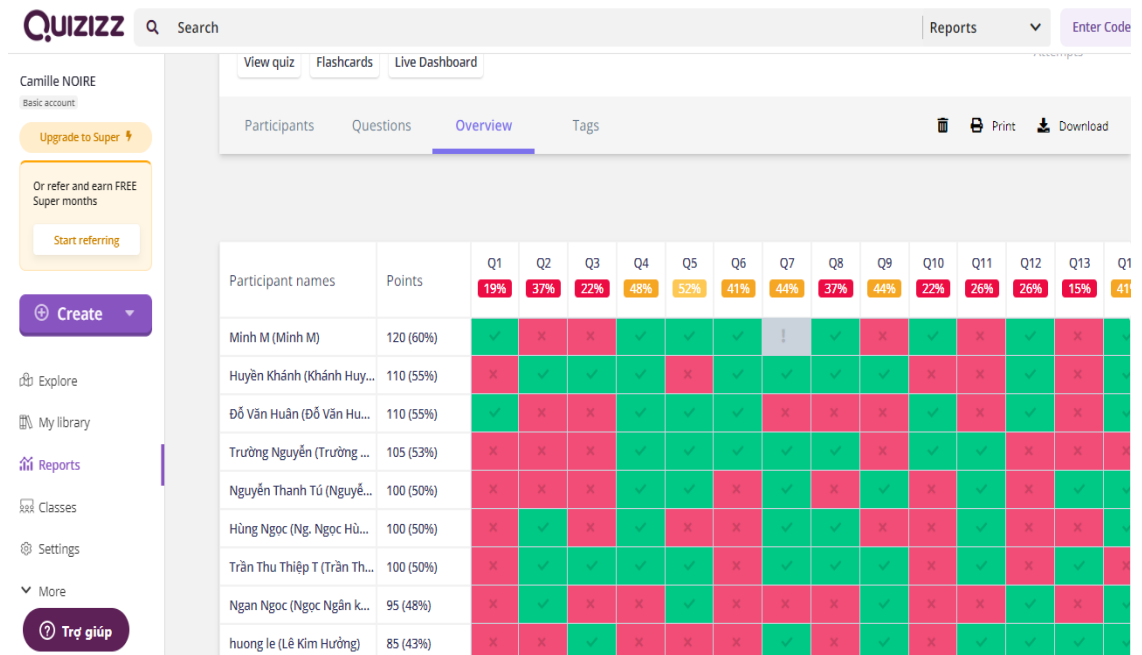 QUIZIZZ Search Reports Enter Code
Camille NOIRE
Basic account
Upgrade to Super
Or refer and earn FREE
Super months
Start referring
Create
Explore
My library
Reports
Classes
Settings
More
Trợ giúp
View quiz Flashcards Live Dashboard Attempts
Participants Questions Overview Tags Print Download
Participant names Points Q1 Q2 Q3 Q4 Q5 Q6 Q7 Q8 Q9 Q10 Q11 Q12 Q13 Q1
19% 37% 22% 48% 52% 41% 44% 37% 44% 22% 26% 26% 15% 41
Minh M (Minh M) 120 (60%)
Huyền Khánh (Khánh Huy... 110 (55%)
Đỗ Văn Huân (Đỗ Văn Hu... 110 (55%)
Trường Nguyễn (Trường ... 105 (53%)
Nguyễn Thanh Tú (Nguyễ... 100 (50%)
Hùng Ngọc (Ng, Ngọc Hù... 100 (50%)
Trần Thu Thiệp T (Trần Th... 100 (50%)
Ngan Ngoc (Ngọc Ngân k... 95 (48%)
huong le (Lê Kim Hưởng) 85 (43%)